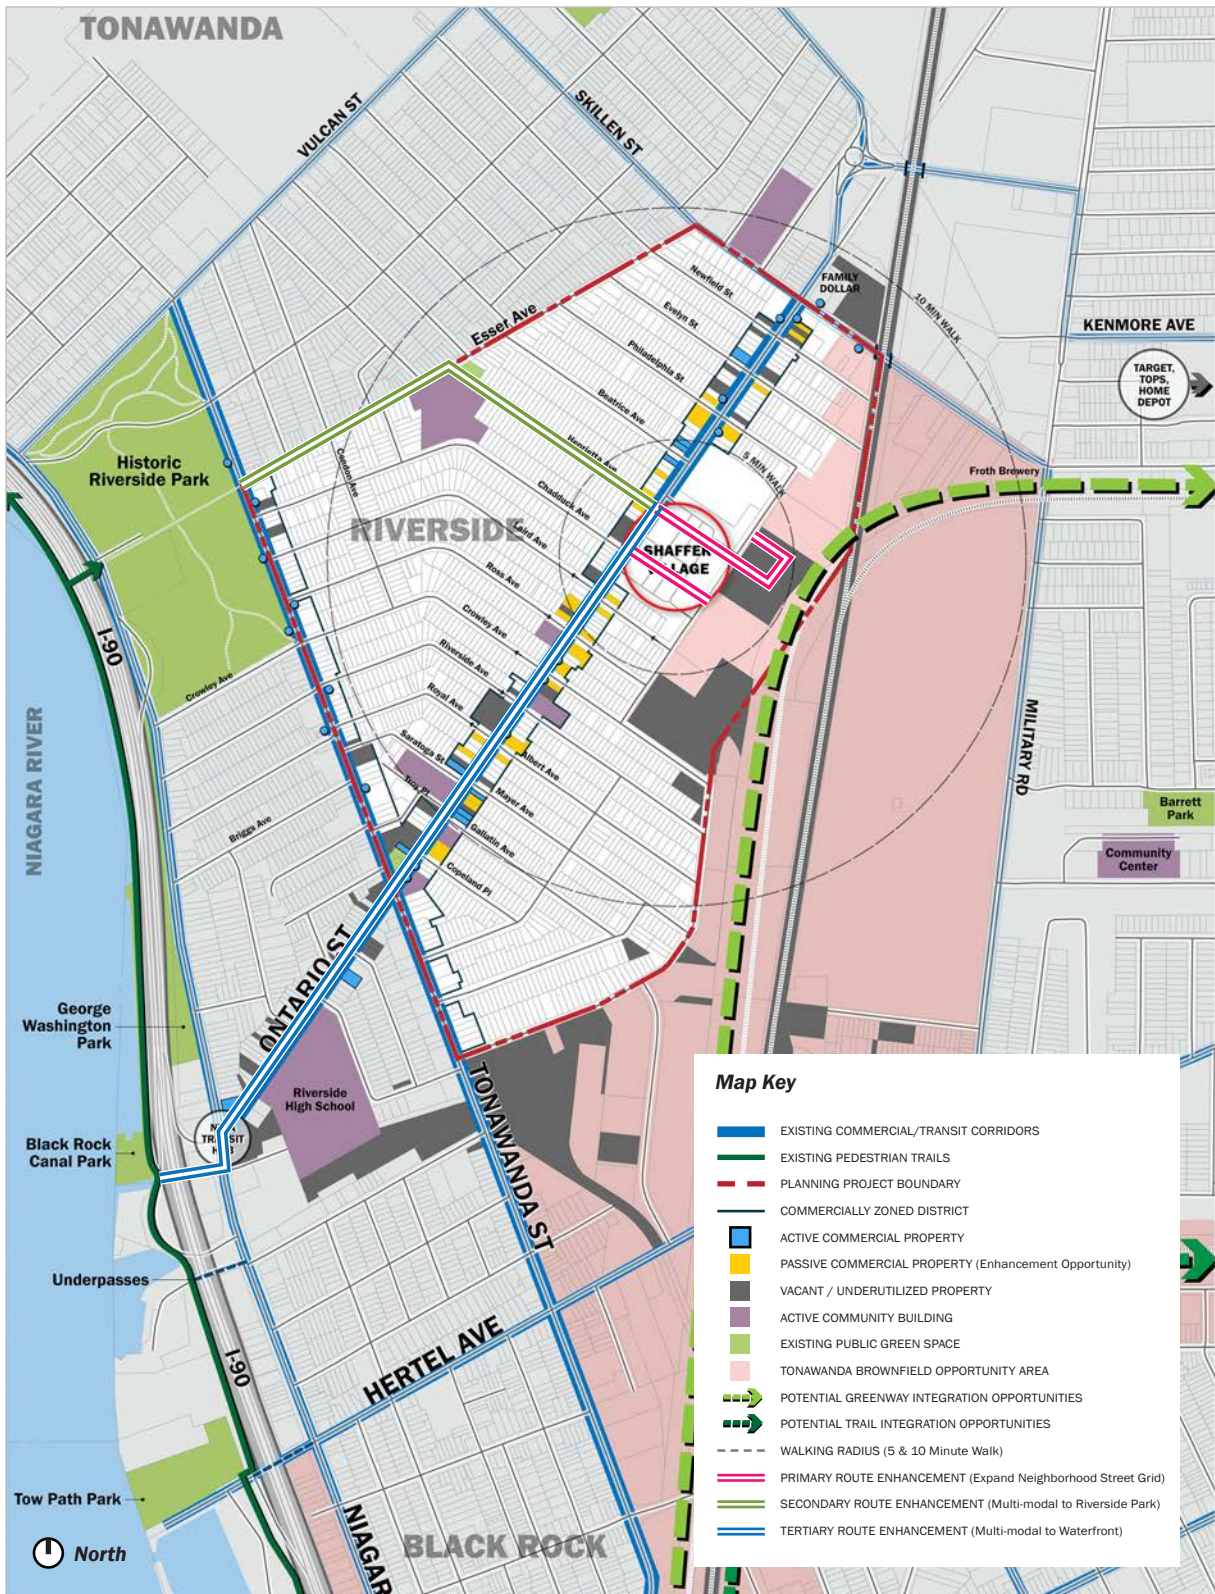 TONAWANDA
VULCAN ST
SKILLEN ST
Newfield St
FAMILY
DOLLAR
10 MIN WALK
Evelyn St
Esser Ave
KENMORE AVE
Philadelphia St
TARGET,
TOPS,
HOME
DEPOT
Beatrice Ave
Henrietta Ave
Condon Ave
5 MIN WALK
Historic
Riverside Park
Froth Brewery
Chadduck Ave
RIVERSIDE
Laird Ave
SHAFFER
VILLAGE
Ross Ave
Crowley Ave
Riverside Ave
I-90
Crowley Ave
Royal Ave
NIAGARA RIVER
MILITARY RD
Saratoga St
Albert Ave
Troy Pl
Mayer Ave
Barrett
Park
Briggs Ave
Gallatin Ave
Community
Center
Copeland Pl
ONTARIO ST
George
Washington
Park
Riverside
High School
TRANSIT
Black Rock
Canal Park
TONAWANDA ST
Underpasses
HERTEL AVE
I-90
Tow Path Park
NIAGAR
BLACK ROCK
North
Map Key
EXISTING COMMERCIAL/TRANSIT CORRIDORS
EXISTING PEDESTRIAN TRAILS
PLANNING PROJECT BOUNDARY
COMMERCIALLY ZONED DISTRICT
ACTIVE COMMERCIAL PROPERTY
PASSIVE COMMERCIAL PROPERTY (Enhancement Opportunity)
VACANT / UNDERUTILIZED PROPERTY
ACTIVE COMMUNITY BUILDING
EXISTING PUBLIC GREEN SPACE
TONAWANDA BROWNFIELD OPPORTUNITY AREA
POTENTIAL GREENWAY INTEGRATION OPPORTUNITIES
POTENTIAL TRAIL INTEGRATION OPPORTUNITIES
WALKING RADIUS (5 & 10 Minute Walk)
PRIMARY ROUTE ENHANCEMENT (Expand Neighborhood Street Grid)
SECONDARY ROUTE ENHANCEMENT (Multi-modal to Riverside Park)
TERTIARY ROUTE ENHANCEMENT (Multi-modal to Waterfront)